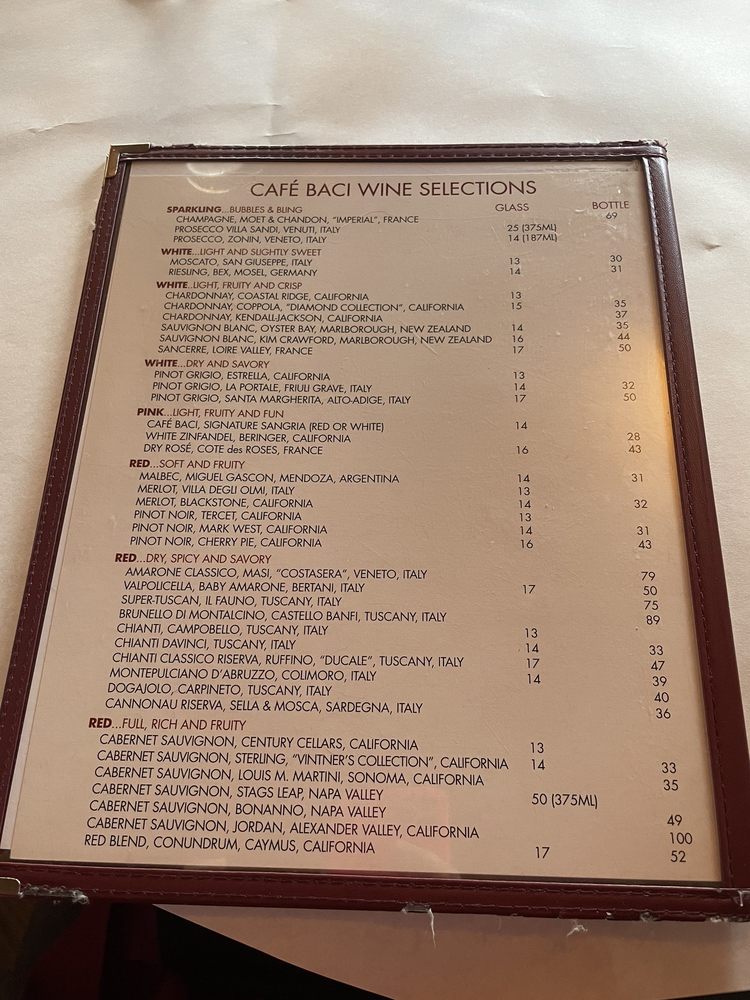 CAFÉ BACI WINE SELECTIONS
SPARKLING...BUBBLES & BLING GLASS BOTTLE
CHAMPAGNE, MOET & CHANDON, "IMPERIAL", FRANCE 69
PROSECCO VILLA SANDI, VENUTI, ITALY 25 (375ML)
PROSECCO, ZONIN, VENETO, ITALY 14 (187ML)
WHITE...LIGHT AND SLIGHTLY SWEET
MOSCATO, SAN GIUSEPPE, ITALY 13 30
RIESLING, BEX, MOSEL, GERMANY 14 31
WHITE..LIGHT, FRUITY AND CRISP
CHARDONNAY, COASTAL RIDGE, CALIFORNIA 13
CHARDONNAY, COPPOLA, "DIAMOND COLLECTION", CALIFORNIA 15 35
CHARDONNAY, KENDALL-JACKSON, CALIFORNIA 37
SAUVIGNON BLANC, OYSTER BAY, MARLBOROUGH, NEW ZEALAND 14 35
SAUVIGNON BLANC, KIM CRAWFORD, MARLBOROUGH, NEW ZEALAND 16 44
SANCERRE, LOIRE VALLEY, FRANCE 17 50
WHITE...DRY AND SAVORY
PINOT GRIGIO, ESTRELLA, CALIFORNIA 13
PINOT GRIGIO, LA PORTALE, FRIULI GRAVE, ITALY 14 32
PINOT GRIGIO, SANTA MARGHERITA, ALTO-ADIGE, ITALY 17 50
PINK...LIGHT, FRUITY AND FUN
CAFÉ BACI, SIGNATURE SANGRIA (RED OR WHITE) 14
WHITE ZINFANDEL, BERINGER, CALIFORNIA 28
DRY ROSÉ, COTE des ROSES, FRANCE 16 43
RED...SOFT AND FRUITY
MALBEC, MIGUEL GASCON, MENDOZA, ARGENTINA 14 31
MERLOT, VILLA DEGLI OLMI, ITALY 13
MERLOT, BLACKSTONE, CALIFORNIA 14 32
PINOT NOIR, TERCET, CALIFORNIA 13
PINOT NOIR, MARK WEST, CALIFORNIA 14 31
PINOT NOIR, CHERRY PIE, CALIFORNIA 16 43
RED...DRY, SPICY AND SAVORY
AMARONE CLASSICO, MASI, "COSTASERA", VENETO, ITALY 79
VALPOLICELLA, BABY AMARONE, BERTANI, ITALY 17 50
SUPER-TUSCAN, IL FAUNO, TUSCANY, ITALY 75
BRUNELLO DI MONTALCINO, CASTELLO BANFI, TUSCANY, ITALY 89
CHIANTI, CAMPOBELLO, TUSCANY, ITALY 13
CHIANTI DAVINCI, TUSCANY, ITALY 14 33
CHIANTI CLASSICO RISERVA, RUFFINO, "DUCALE", TUSCANY, ITALY 17 47
MONTEPULCIANO D'ABRUZZO, COLIMORO, ITALY 14 39
DOGAJOLO, CARPINETO, TUSCANY, ITALY 40
CANNONAU RISERVA, SELLA & MOSCA, SARDEGNA, ITALY 36
RED...FULL, RICH AND FRUITY
CABERNET SAUVIGNON, CENTURY CELLARS, CALIFORNIA 13
CABERNET SAUVIGNON, STERLING, "VINTNER'S COLLECTION", CALIFORNIA 14 33
CABERNET SAUVIGNON, LOUIS M. MARTINI, SONOMA, CALIFORNIA 35
CABERNET SAUVIGNON, STAGS LEAP, NAPA VALLEY 50 (375ML)
CABERNET SAUVIGNON, BONANNO, NAPA VALLEY 49
CABERNET SAUVIGNON, JORDAN, ALEXANDER VALLEY, CALIFORNIA 100
RED BLEND, CONUNDRUM, CAYMUS, CALIFORNIA 17 52